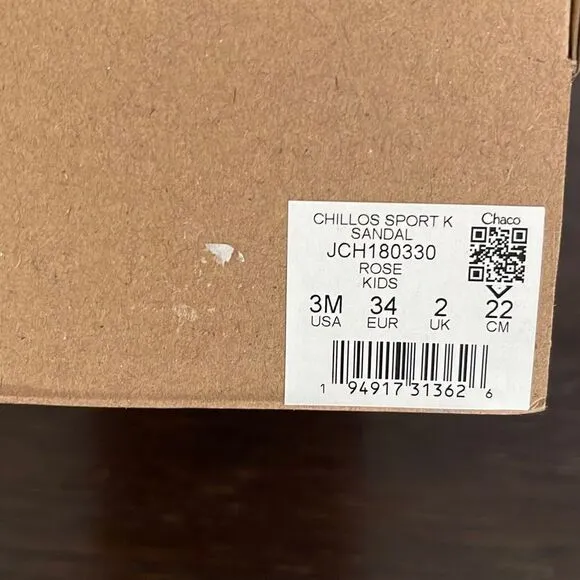 CHILLOS SPORT K
SANDAL
Chaco
JCH180330
ROSE
KIDS
3M 34 2 22
USA EUR UK CM
1 94917 31362 6